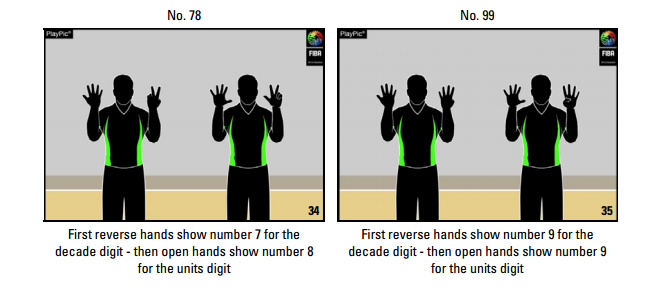 No. 78
No. 99
PlayPic®
FIBA
34
PlayPic®
FIBA
35
First reverse hands show number 7 for the
decade digit - then open hands show number 8
for the units digit
First reverse hands show number 9 for the
decade digit - then open hands show number 9
for the units digit